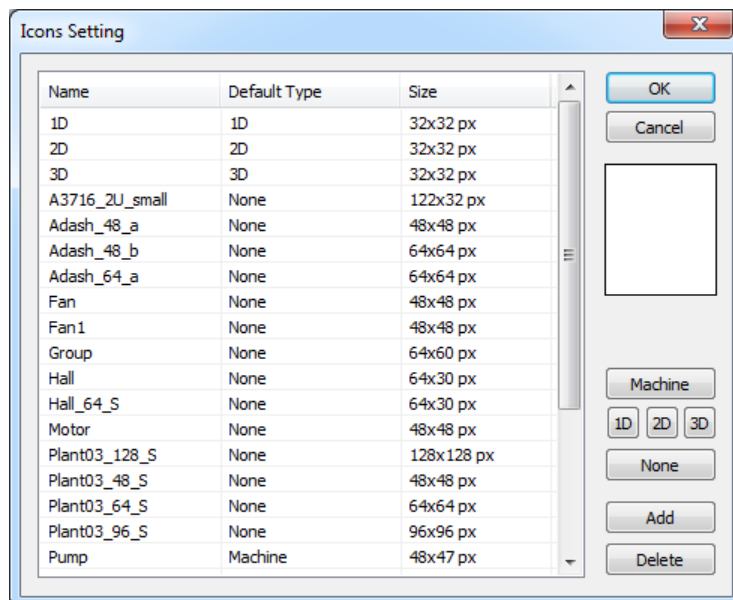 Icons Setting
Name Default Type Size
1D 1D 32x32 px
2D 2D 32x32 px
3D 3D 32x32 px
A3716_2U_small None 122x32 px
Adash_48_a None 48x48 px
Adash_48_b None 64x64 px
Adash_64_a None 64x64 px
Fan None 48x48 px
Fan1 None 48x48 px
Group None 64x60 px
Hall None 64x30 px
Hall_64_S None 64x30 px
Motor None 48x48 px
Plant03_128_S None 128x128 px
Plant03_48_S None 48x48 px
Plant03_64_S None 64x64 px
Plant03_96_S None 96x96 px
Pump Machine 48x47 px
OK
Cancel
Machine
1D 2D 3D
None
Add
Delete